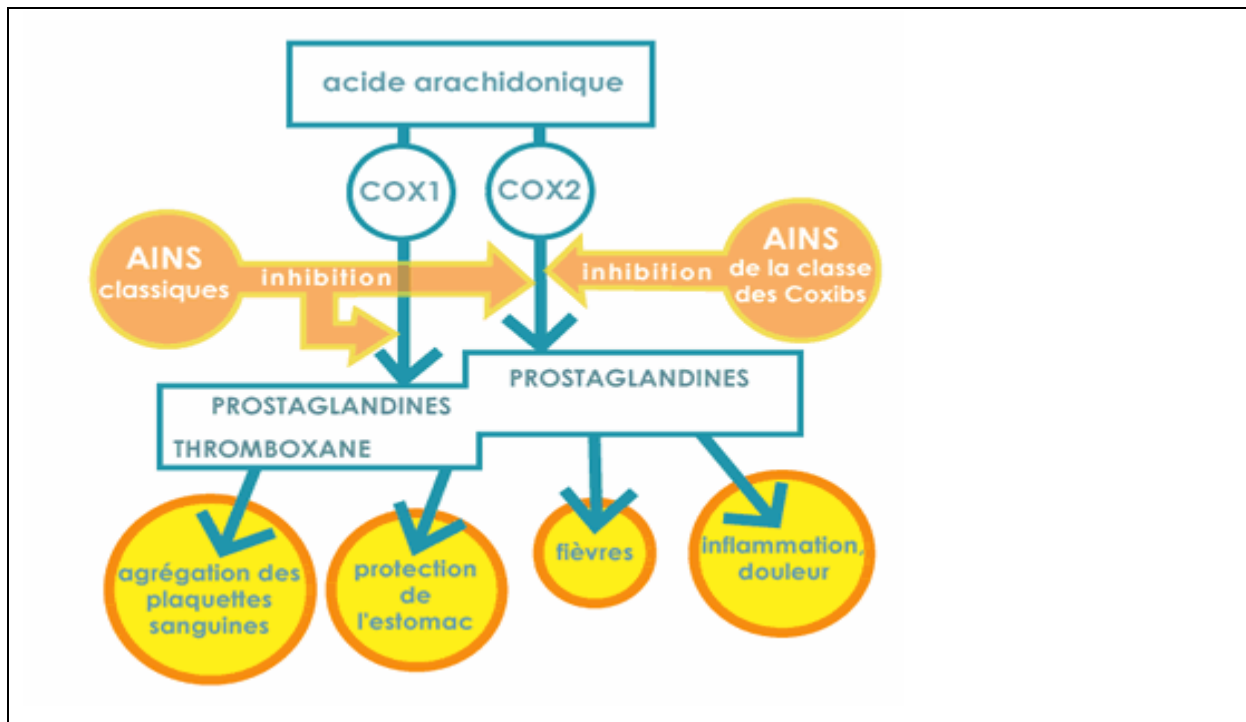 acide arachidonique
COX1
COX2
AINS
classiques
inhibition
inhibition
AINS
de la classe
des Coxibs
PROSTAGLANDINES
PROSTAGLANDINES
THROMBOXANE
agrégation des
plaquettes
sanguines
protection
de
l'estomac
fièvres
inflammation,
douleur